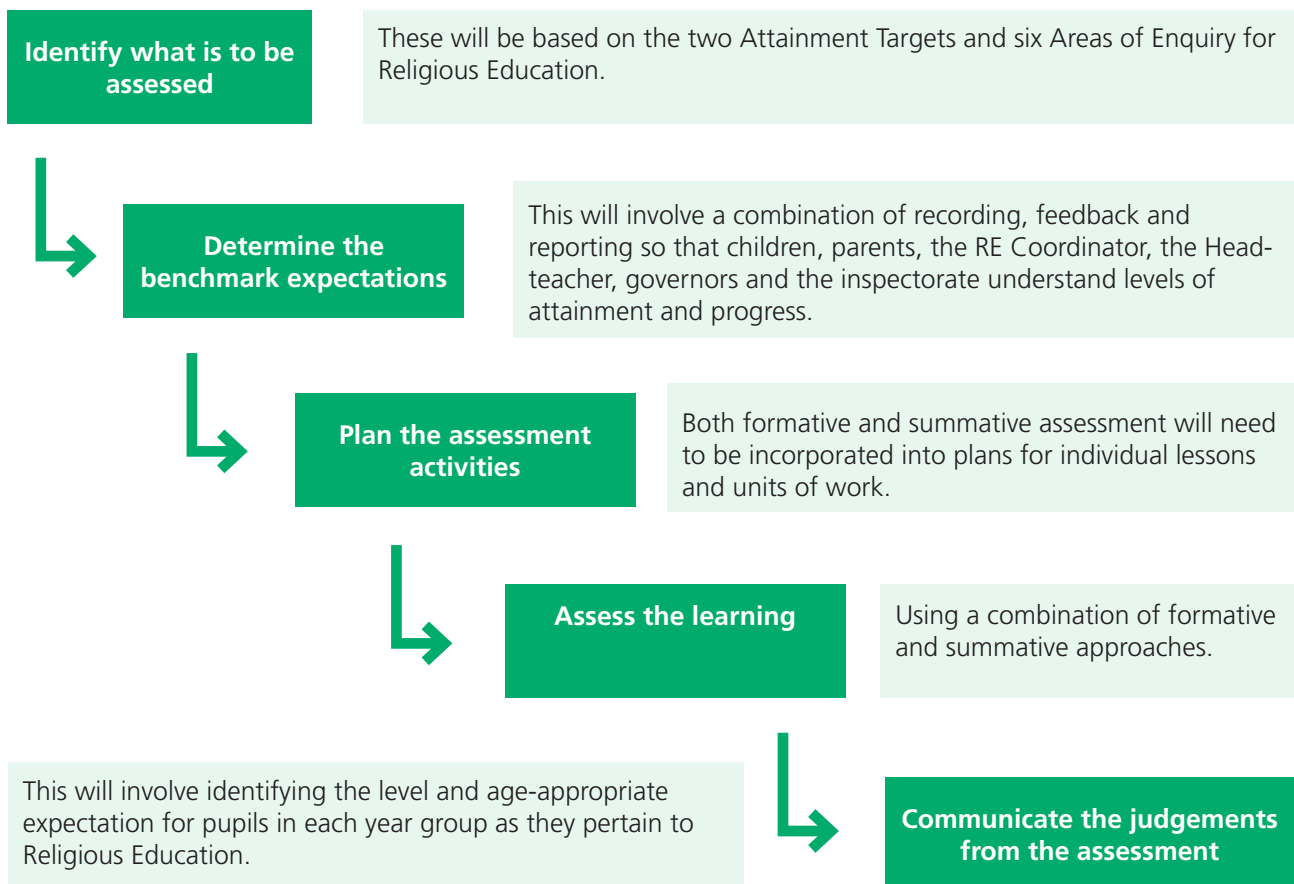 Identify what is to be
assessed
These will be based on the two Attainment Targets and six Areas of Enquiry for
Religious Education.
Determine the
benchmark expectations
This will involve a combination of recording, feedback and
reporting so that children, parents, the RE Coordinator, the Head-
teacher, governors and the inspectorate understand levels of
attainment and progress.
Plan the assessment
activities
Both formative and summative assessment will need
to be incorporated into plans for individual lessons
and units of work.
Assess the learning
Using a combination of formative
and summative approaches.
This will involve identifying the level and age-appropriate
expectation for pupils in each year group as they pertain to
Religious Education.
Communicate the judgements
from the assessment